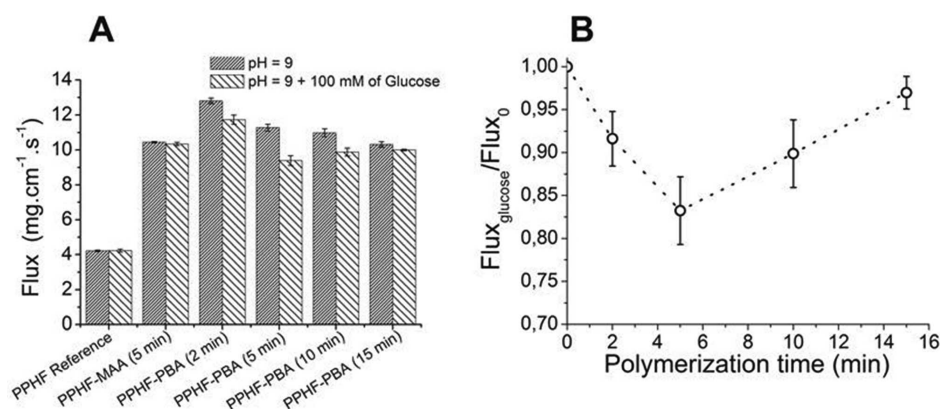 A
pH = 9
pH = 9 + 100 mM of Glucose
Flux (mg.cm⁻¹.s⁻¹)
14
12
10
8
6
4
2
0
PPHF Reference
PPHF-MAA (5 min)
PPHF-PBA (2 min)
PPHF-PBA (5 min)
PPHF-PBA (10 min)
PPHF-PBA (15 min)
B
Flux_glucose/Flux_0
1,00
0,95
0,90
0,85
0,80
0,75
0,70
0 2 4 6 8 10 12 14 16
Polymerization time (min)